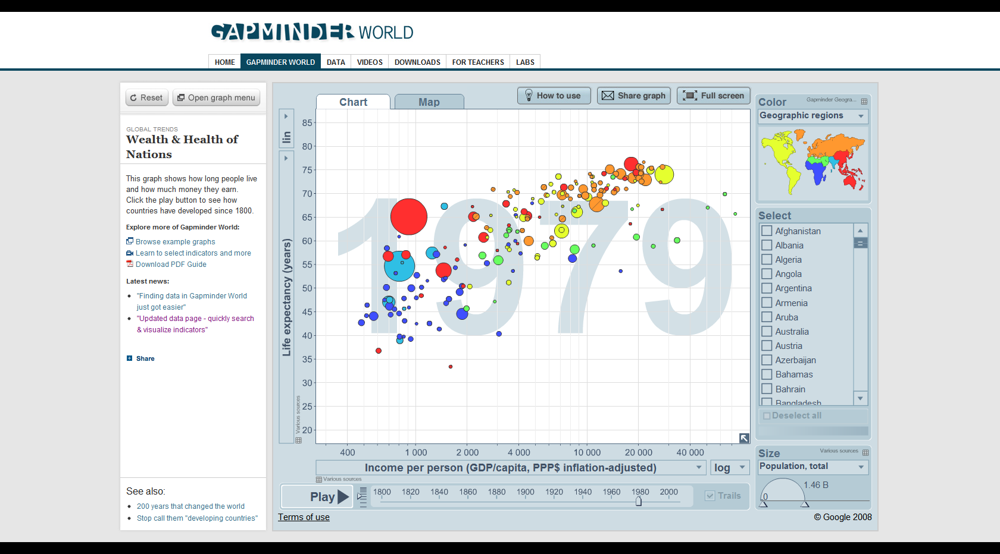 GAPMINDER WORLD
HOME GAPMINDER WORLD DATA VIDEOS DOWNLOADS FOR TEACHERS LABS
Reset Open graph menu
GLOBAL TRENDS
Wealth & Health of
Nations
This graph shows how long people live
and how much money they earn.
Click the play button to see how
countries have developed since 1800.
Explore more of Gapminder World:
Browse example graphs
Learn to select indicators and more
Download PDF Guide
Latest news:
"Finding data in Gapminder World
just got easier"
"Updated data page - quickly search
& visualize indicators"
Share
See also:
200 years that changed the world
Stop call them "developing countries"
Chart Map
How to use Share graph Full screen
lin
Life expectancy (years)
Various sources
85
80
75
70
65
60
55
50
45
40
35
30
25
20
1979
400 1 000 2 000 4 000 10 000 20 000 40 000
Income per person (GDP/capita, PPP$ inflation-adjusted) log
Various sources
Play
1800 1820 1840 1860 1880 1900 1920 1940 1960 1980 2000
Trails
Terms of use
© Google 2008
Color Gapminder Geogra...
Geographic regions
Select
Afghanistan
Albania
Algeria
Angola
Argentina
Armenia
Aruba
Australia
Austria
Azerbaijan
Bahamas
Bahrain
Bangladesh
Deselect all
Size Various sources
Population, total
1.46 B
0